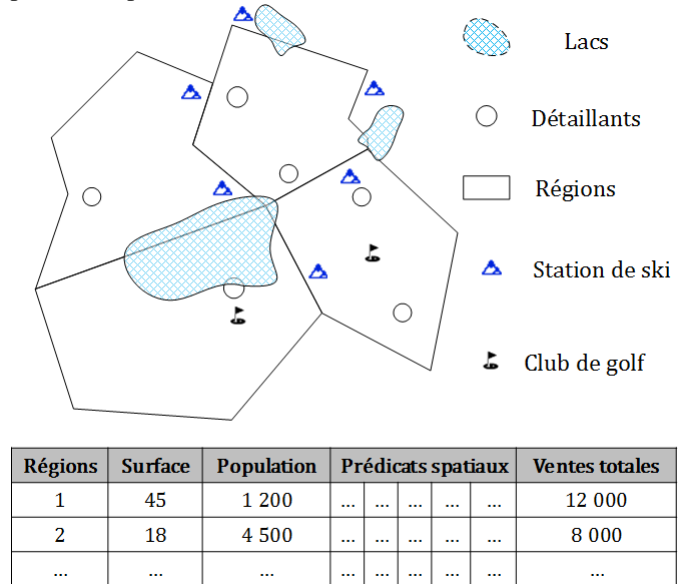 Lacs
Détaillants
Régions
Station de ski
Club de golf
Régions Surface Population Prédicats spatiaux Ventes totales
1 45 1 200 ... ... ... ... ... 12 000
2 18 4 500 ... ... ... ... ... 8 000
... ... ... ... ... ... ... ... ...